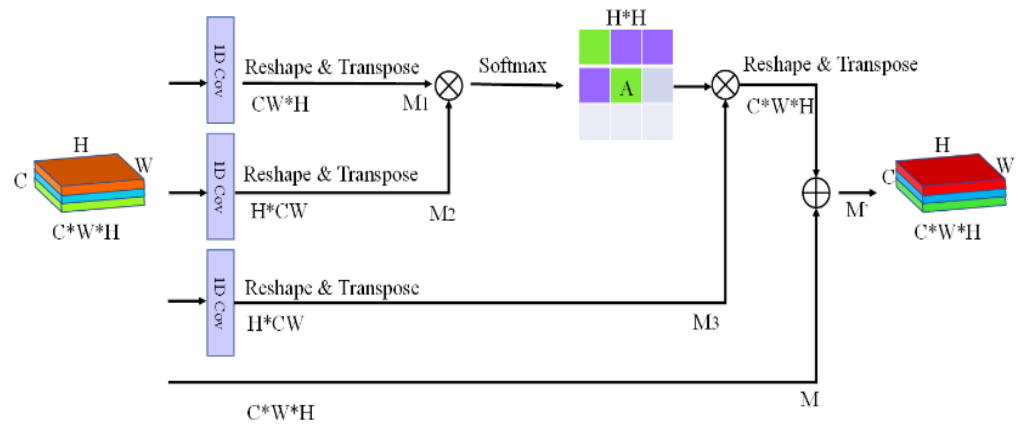 H*H
1D Cov
Reshape & Transpose
CW*H
M1
Softmax
A
Reshape & Transpose
C*W*H
H
W
C
C*W*H
1D Cov
Reshape & Transpose
H*CW
M2
M`
H
W
C
C*W*H
1D Cov
Reshape & Transpose
H*CW
M3
C*W*H
M